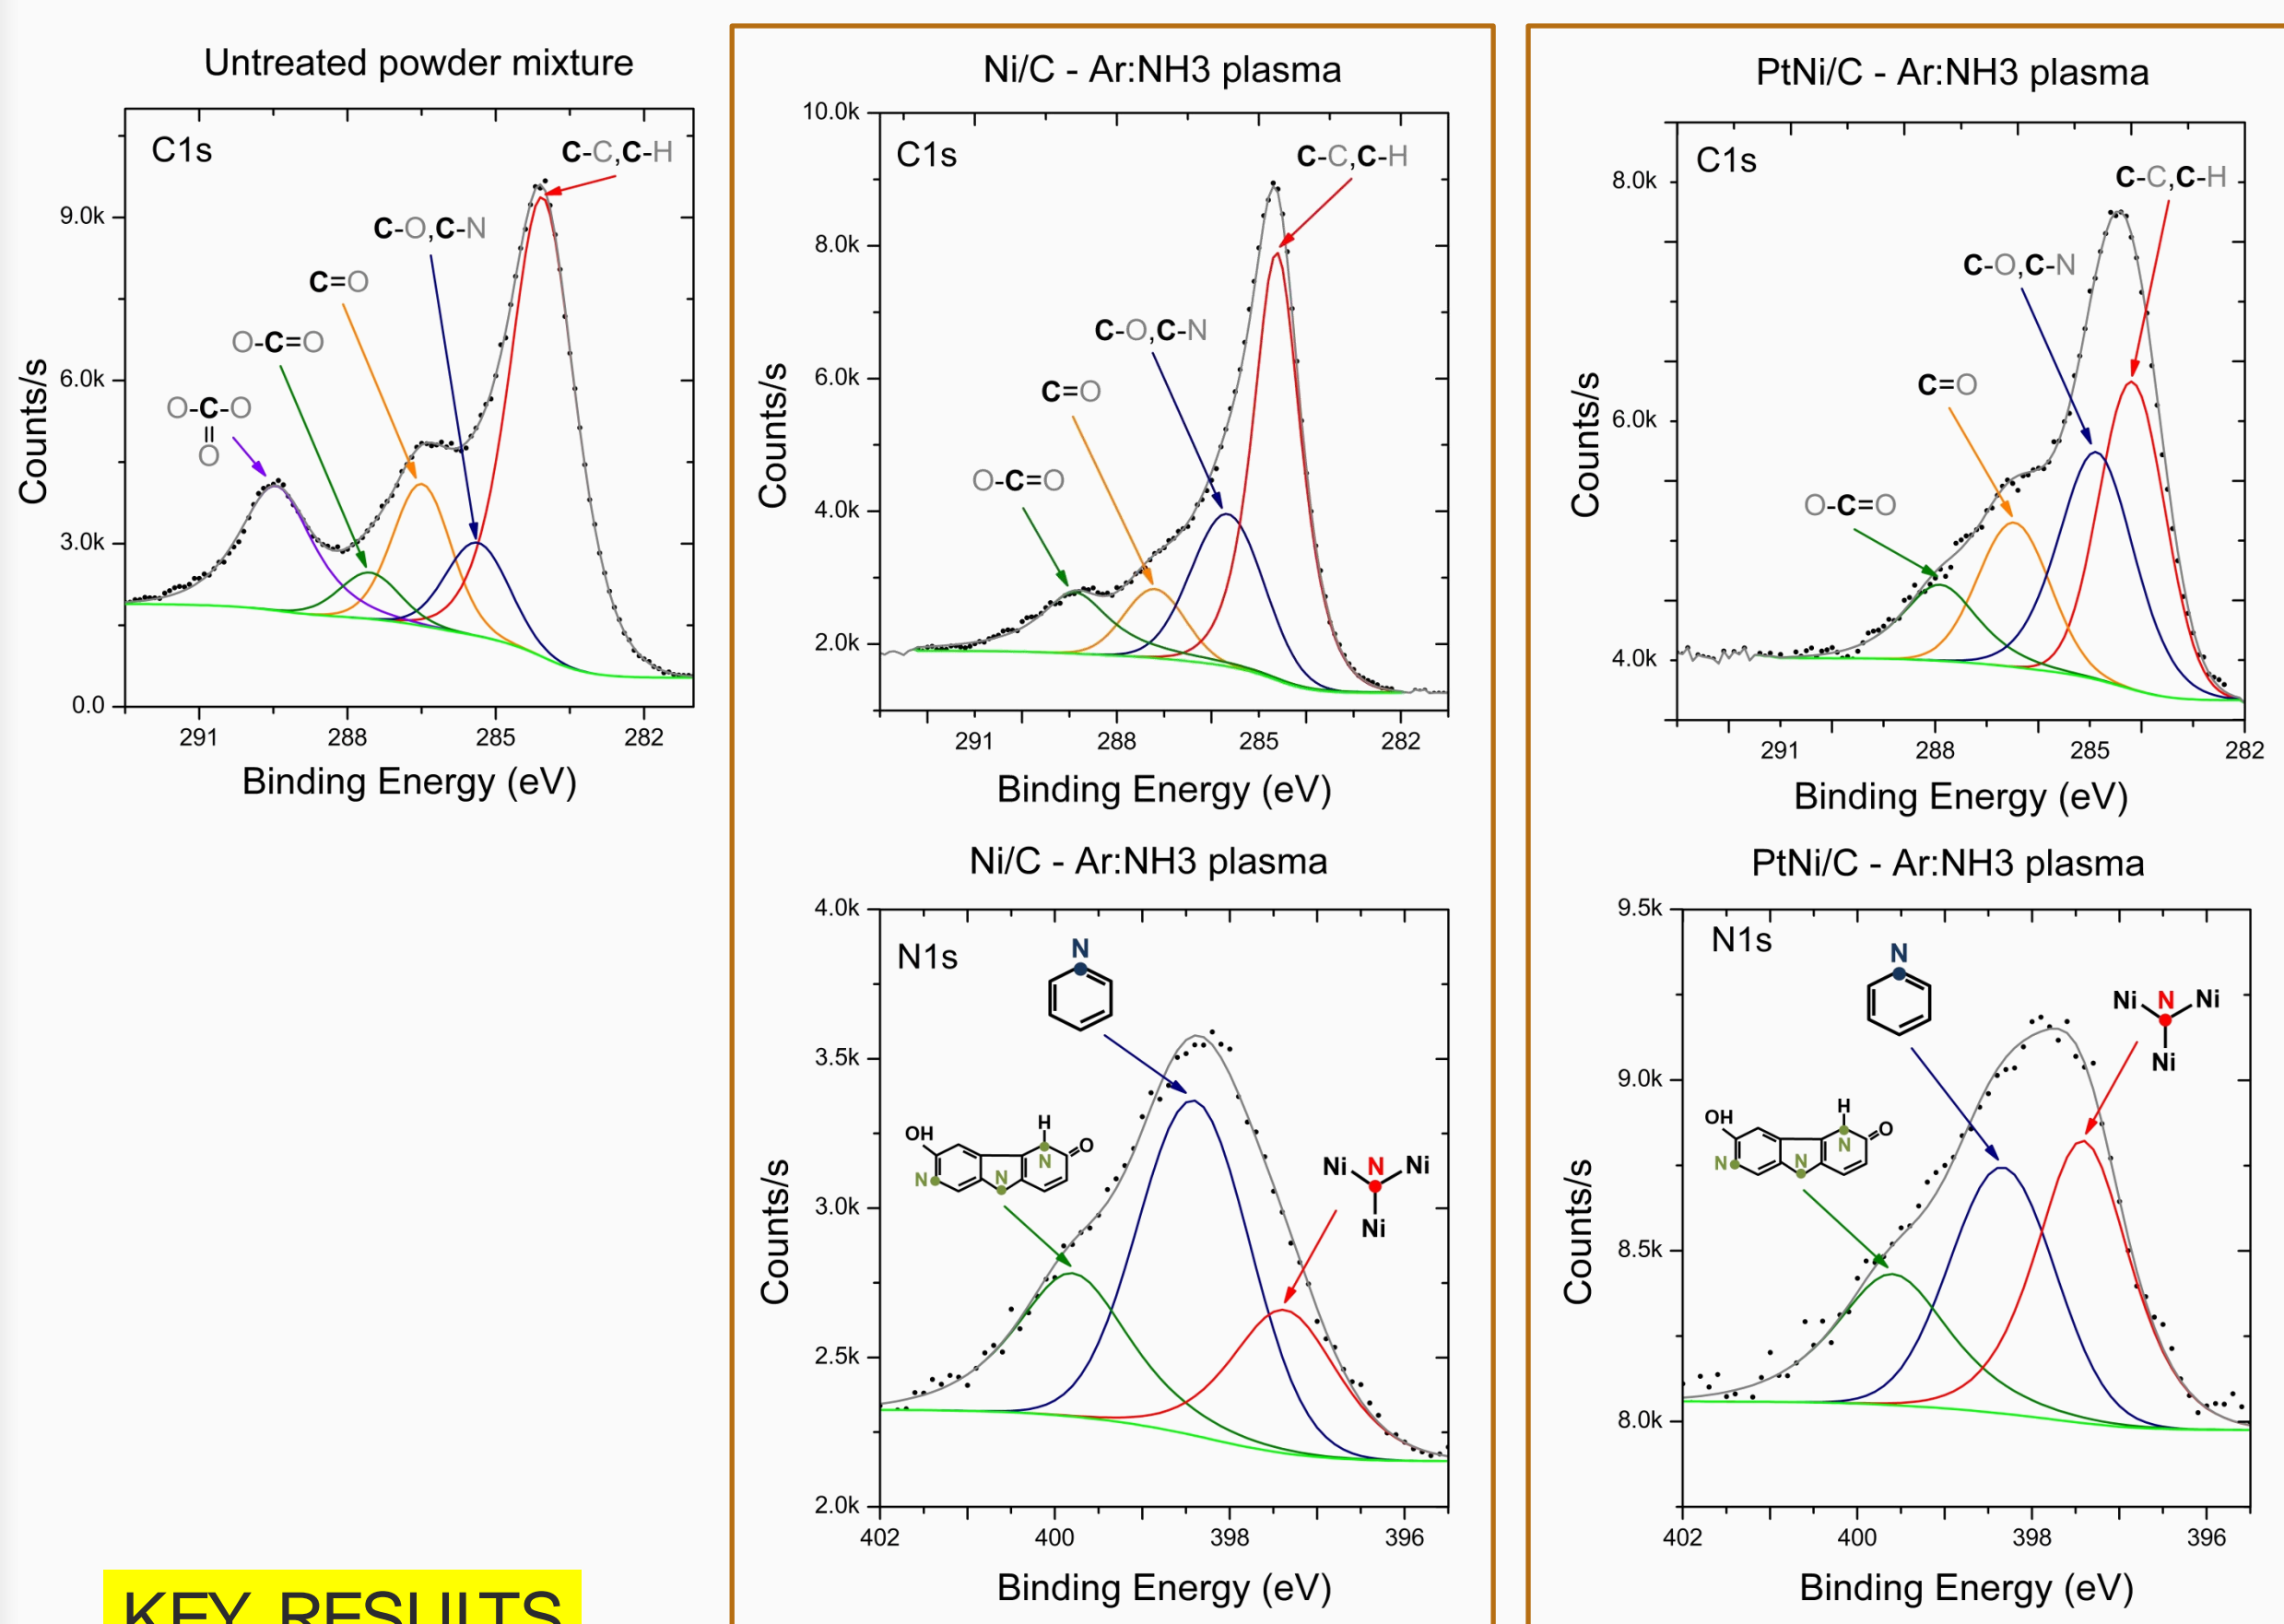 Untreated powder mixture
C1s
C-C,C-H
C-O,C-N
C=O
O-C=O
O-C-O
O
9.0k
6.0k
3.0k
0.0
Counts/s
291 288 285 282
Binding Energy (eV)
Ni/C - Ar:NH3 plasma
C1s
C-C,C-H
C-O,C-N
C=O
O-C=O
10.0k
8.0k
6.0k
4.0k
2.0k
Counts/s
291 288 285 282
Binding Energy (eV)
PtNi/C - Ar:NH3 plasma
C1s
C-C,C-H
C-O,C-N
C=O
O-C=O
8.0k
6.0k
4.0k
Counts/s
291 288 285 282
Binding Energy (eV)
Ni/C - Ar:NH3 plasma
N1s
N
OH
H
O
N
N
N
Ni N Ni
Ni
4.0k
3.5k
3.0k
2.5k
2.0k
Counts/s
402 400 398 396
Binding Energy (eV)
PtNi/C - Ar:NH3 plasma
N1s
N
OH
H
O
N
N
N
Ni N Ni
Ni
9.5k
9.0k
8.5k
8.0k
Counts/s
402 400 398 396
Binding Energy (eV)
KEY RESULTS